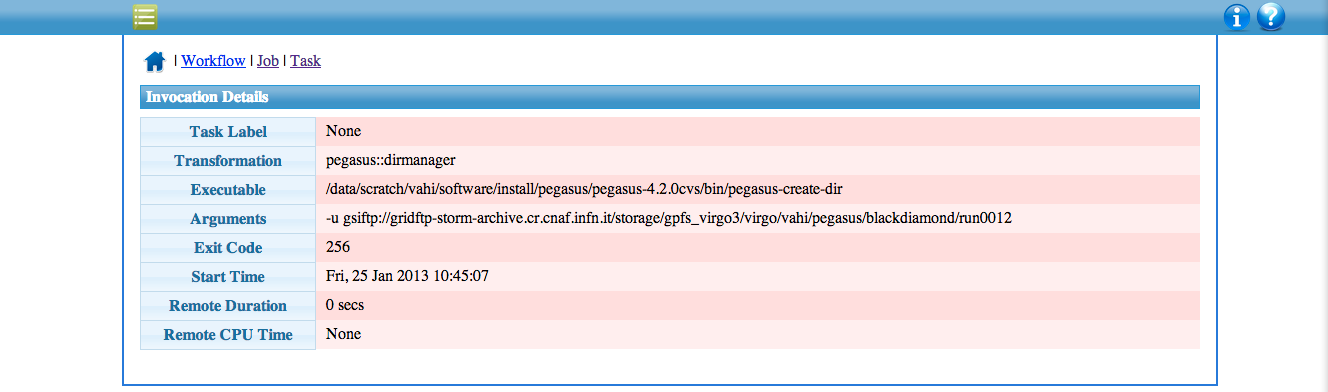 | Workflow | Job | Task
Invocation Details
Task Label None
Transformation pegasus::dirmanager
Executable /data/scratch/vahi/software/install/pegasus/pegasus-4.2.0cvs/bin/pegasus-create-dir
Arguments -u gsiftp://gridftp-storm-archive.cr.cnaf.infn.it/storage/gpfs_virgo3/virgo/vahi/pegasus/blackdiamond/run0012
Exit Code 256
Start Time Fri, 25 Jan 2013 10:45:07
Remote Duration 0 secs
Remote CPU Time None